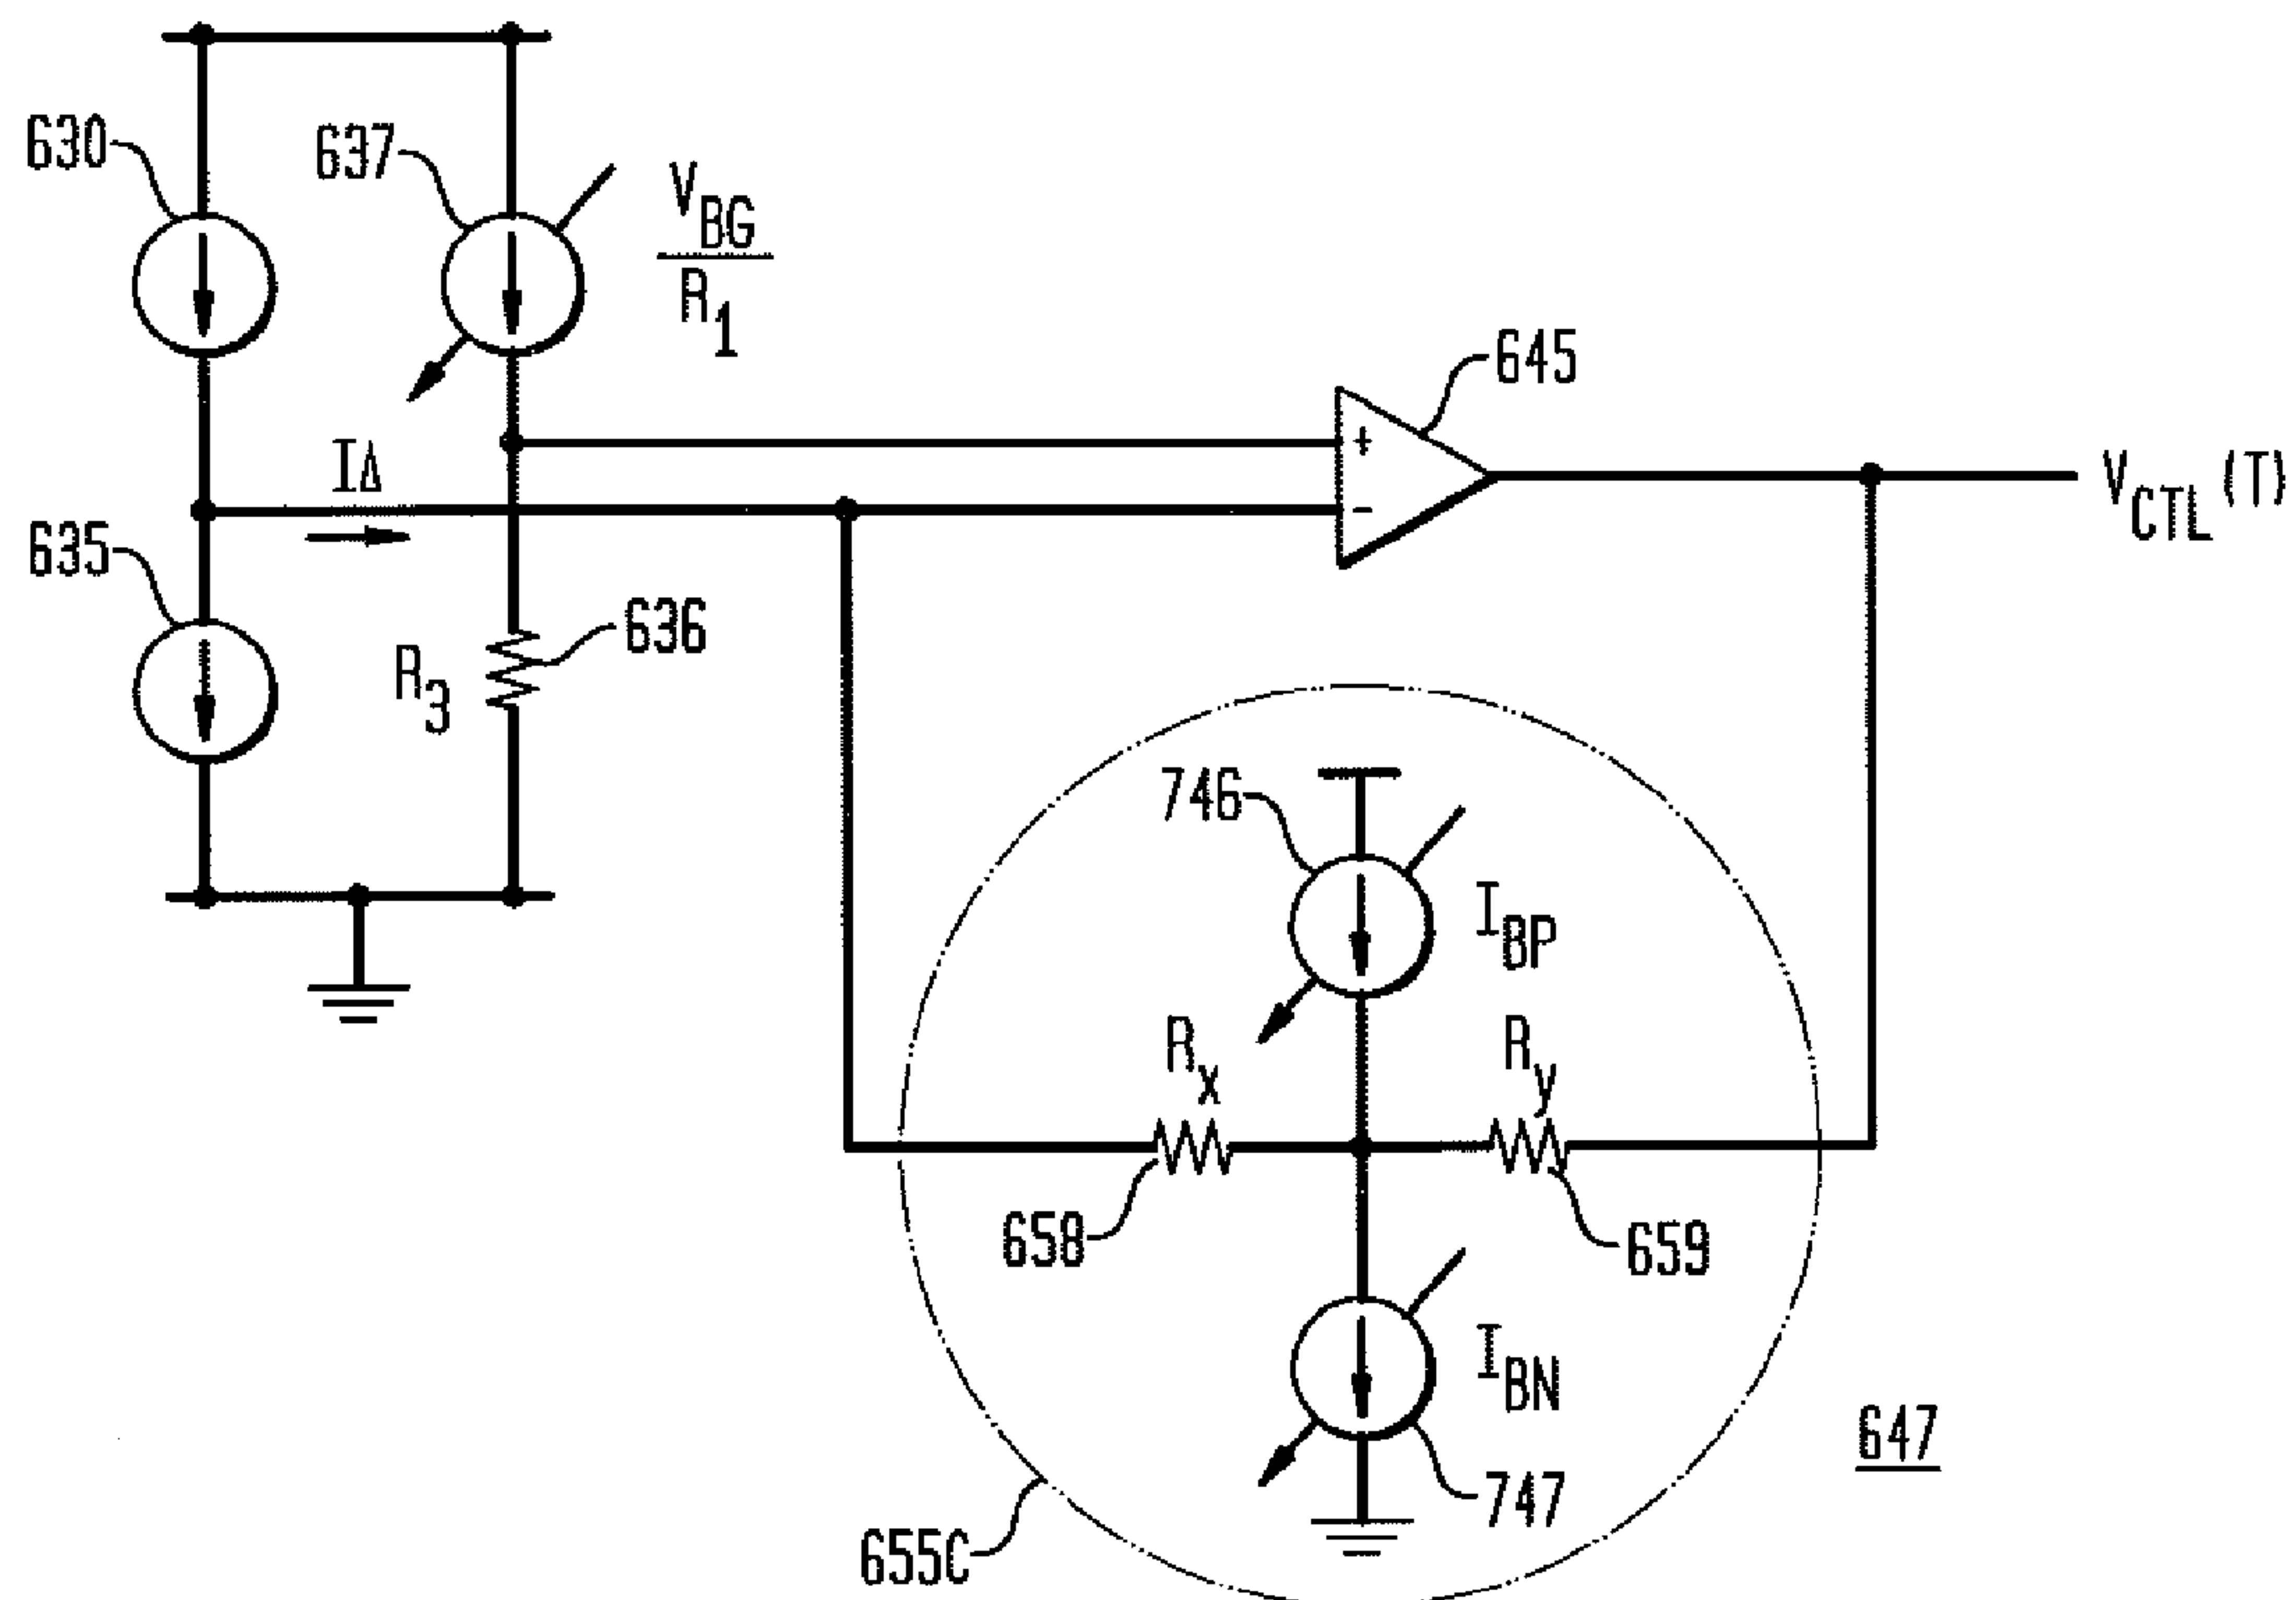 630
637
V_BG
R_1
645
IΔ
V_CTL (T)
635
R_3
636
746
I_BP
R_x
R_y
658
659
I_BN
747
647
655C
+
-